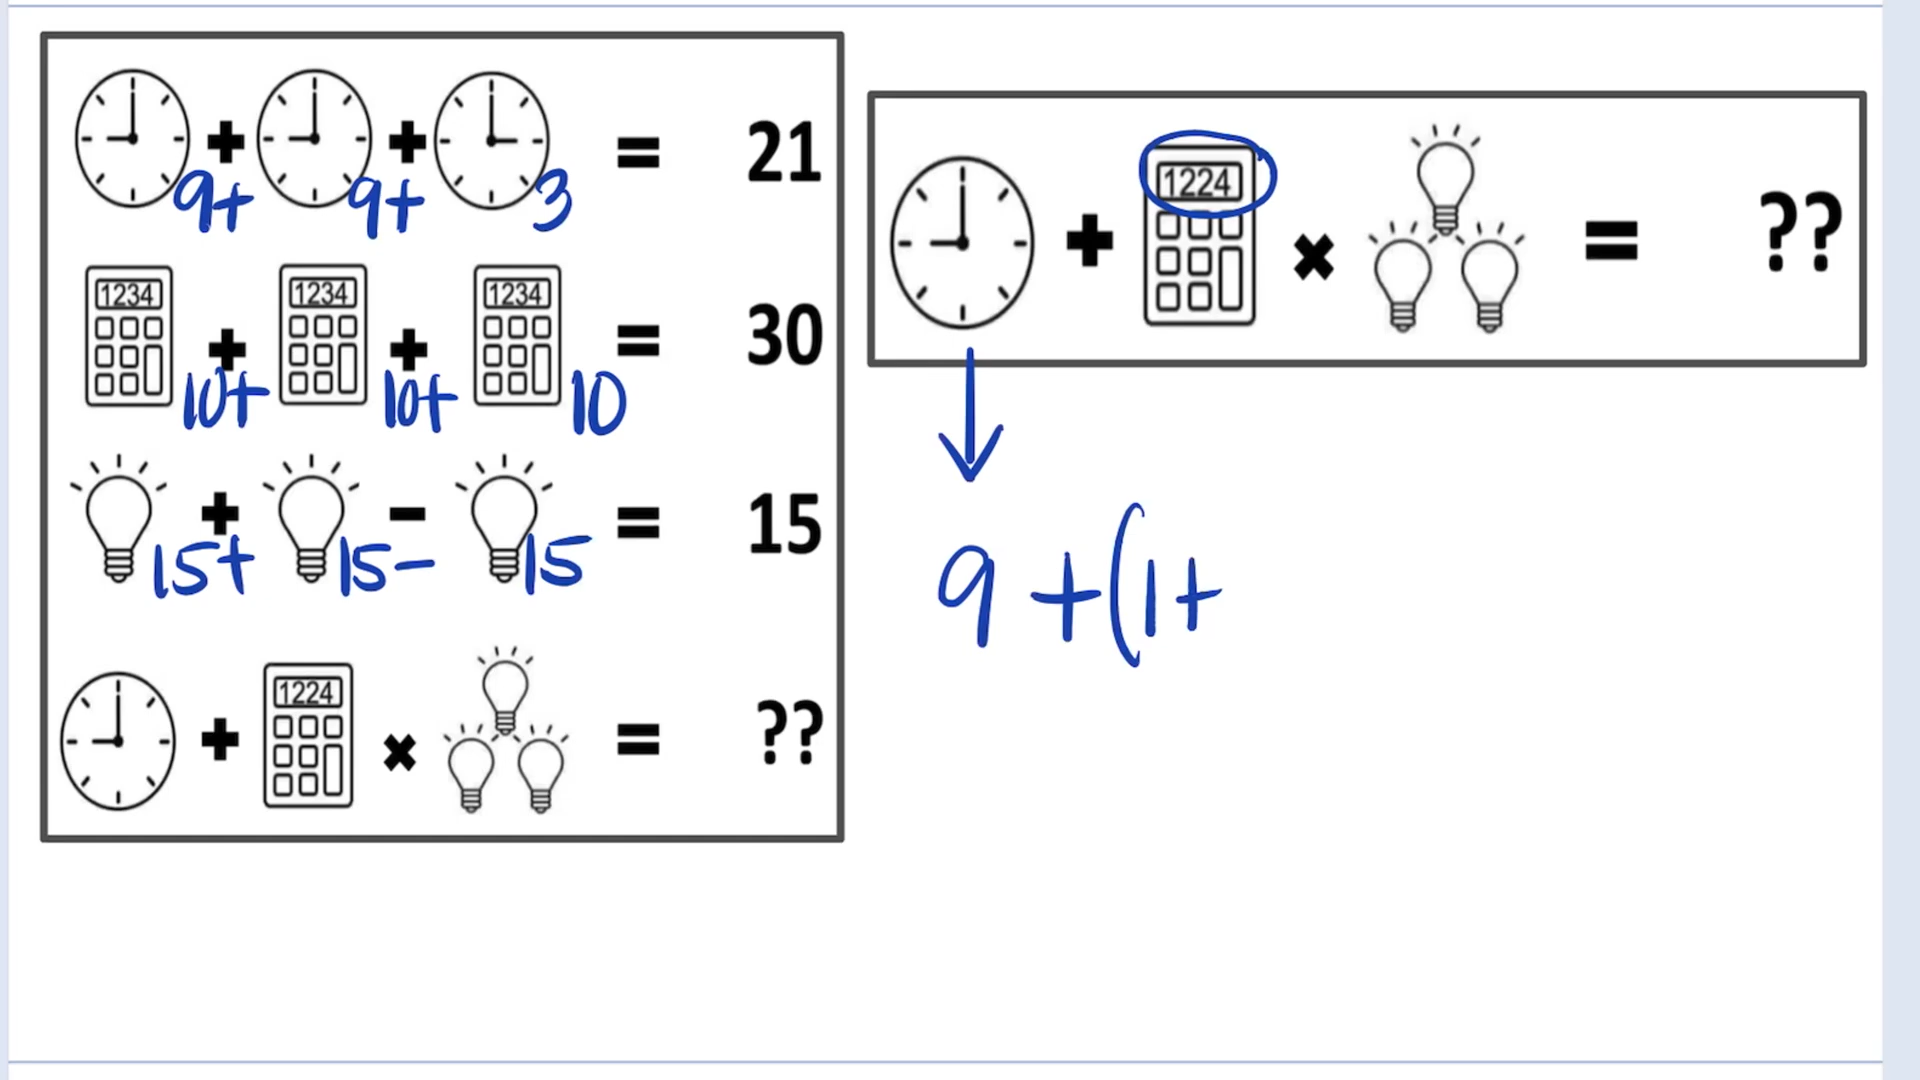 + + = 21
9+ 9+ 3
1234 1234 1234
+ + = 30
10+ 10+ 10
+ - = 15
15+ 15- 15
1224
+ × = ??
1224
+ × = ??
9 + (1+